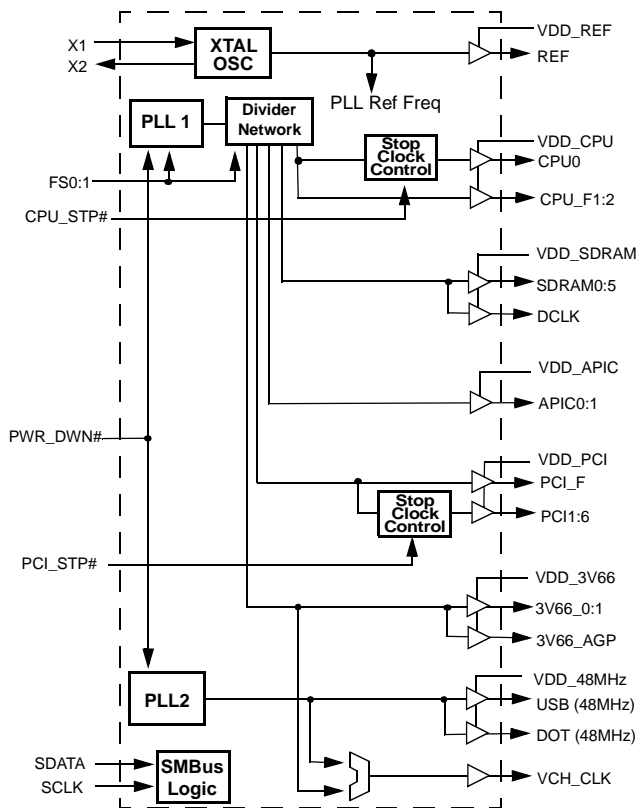 X1
X2
XTAL
OSC
VDD_REF
REF
PLL Ref Freq
PLL 1
Divider
Network
Stop
Clock
Control
VDD_CPU
CPU0
FS0:1
CPU_F1:2
CPU_STP#
VDD_SDRAM
SDRAM0:5
DCLK
VDD_APIC
APIC0:1
PWR_DWN#
VDD_PCI
PCI_F
Stop
Clock
Control
PCI1:6
PCI_STP#
VDD_3V66
3V66_0:1
3V66_AGP
PLL2
VDD_48MHz
USB (48MHz)
DOT (48MHz)
SDATA
SCLK
SMBus
Logic
VCH_CLK